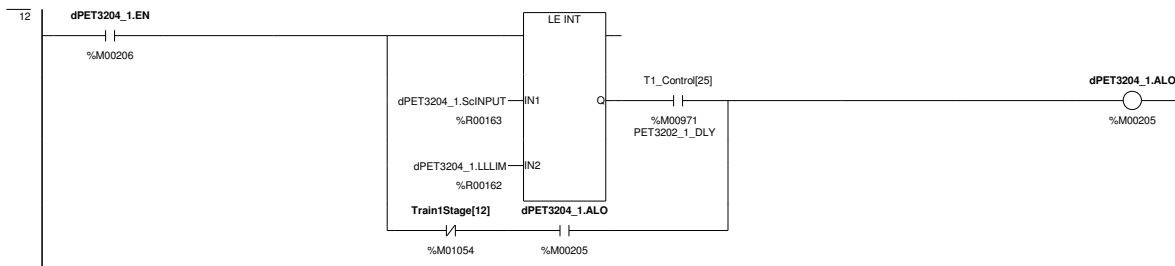 12
dPET3204_1.EN
%M00206
LE INT
dPET3204_1.ScINPUT
IN1
Q
%R00163
T1_Control[25]
%M00971
PET3202_1_DLY
dPET3204_1.ALO
%M00205
dPET3204_1.LLLIM
IN2
%R00162
Train1Stage[12]
%M01054
dPET3204_1.ALO
%M00205